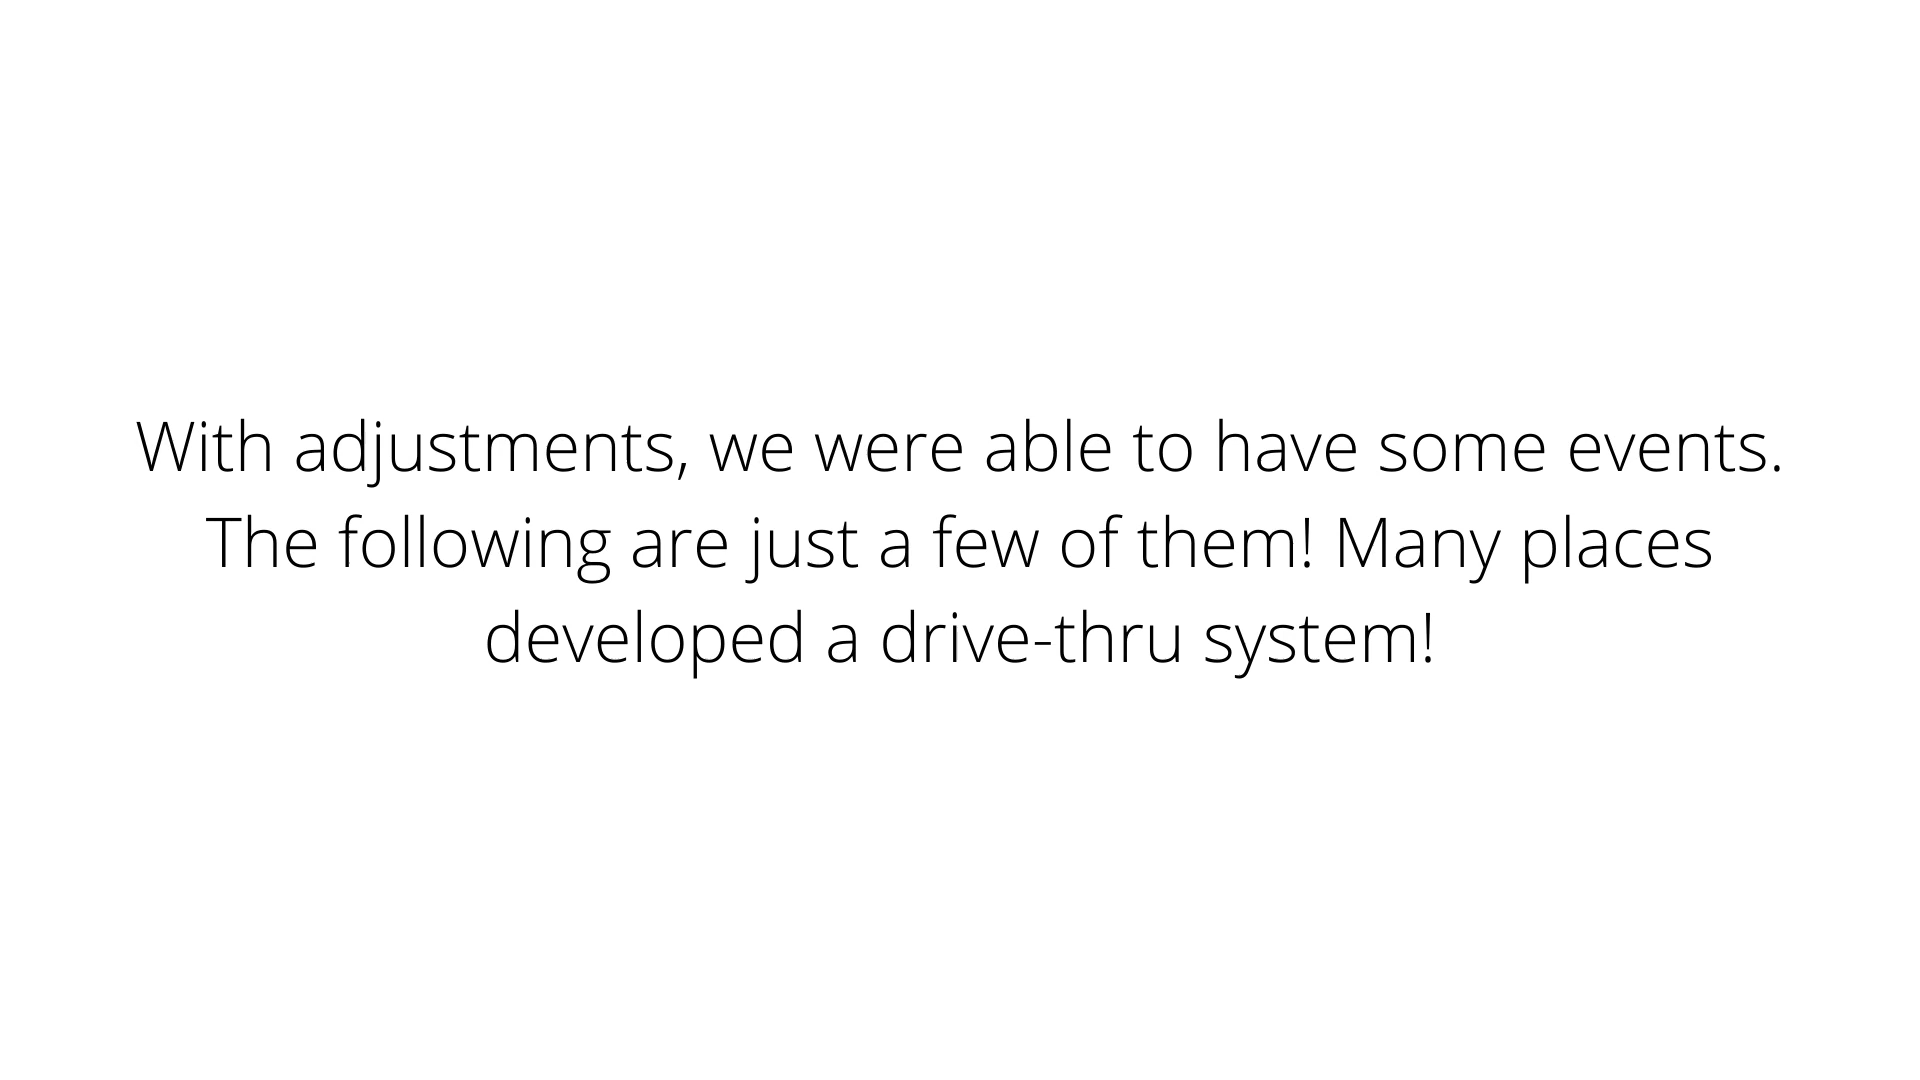 With adjustments, we were able to have some events.
The following are just a few of them! Many places
developed a drive-thru system!